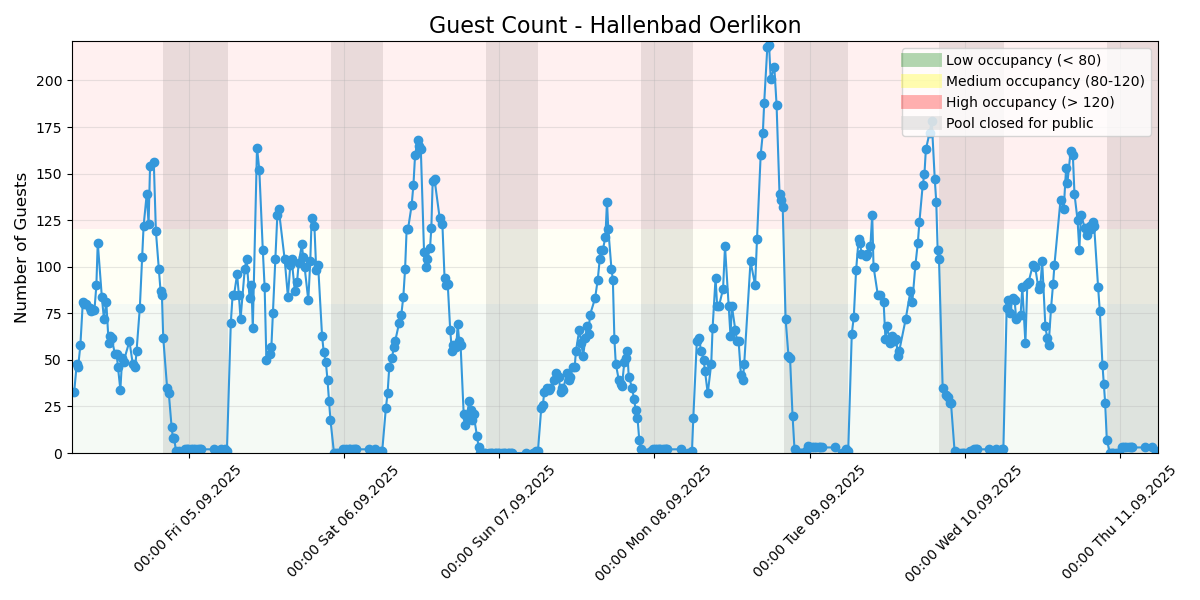 Guest Count - Hallenbad Oerlikon
Number of Guests
200
175
150
125
100
75
50
25
0
Low occupancy (< 80)
Medium occupancy (80-120)
High occupancy (> 120)
Pool closed for public
00:00 Fri 05.09.2025
00:00 Sat 06.09.2025
00:00 Sun 07.09.2025
00:00 Mon 08.09.2025
00:00 Tue 09.09.2025
00:00 Wed 10.09.2025
00:00 Thu 11.09.2025